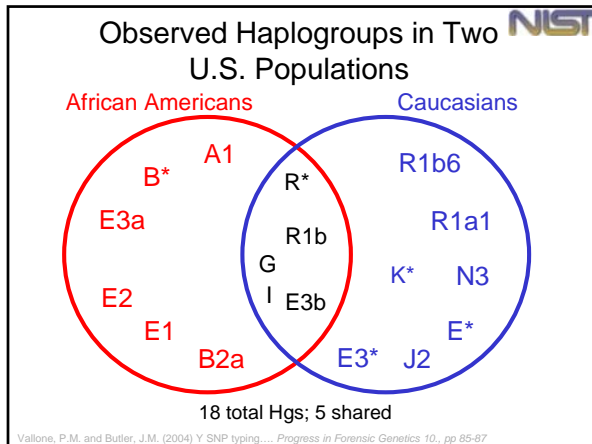 Observed Haplogroups in Two
U.S. Populations
NIST
African Americans
Caucasians
A1
B*
E3a
E2
E1
B2a
R*
R1b
G
I
E3b
R1b6
R1a1
K*
N3
E*
E3*
J2
18 total Hgs; 5 shared
Vallone, P.M. and Butler, J.M. (2004) Y SNP typing.... Progress in Forensic Genetics 10., pp 85-87